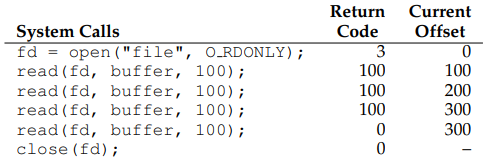 Return Current
System Calls Code Offset
fd = open("file", O_RDONLY); 3 0
read(fd, buffer, 100); 100 100
read(fd, buffer, 100); 100 200
read(fd, buffer, 100); 100 300
read(fd, buffer, 100); 0 300
close(fd); 0 –